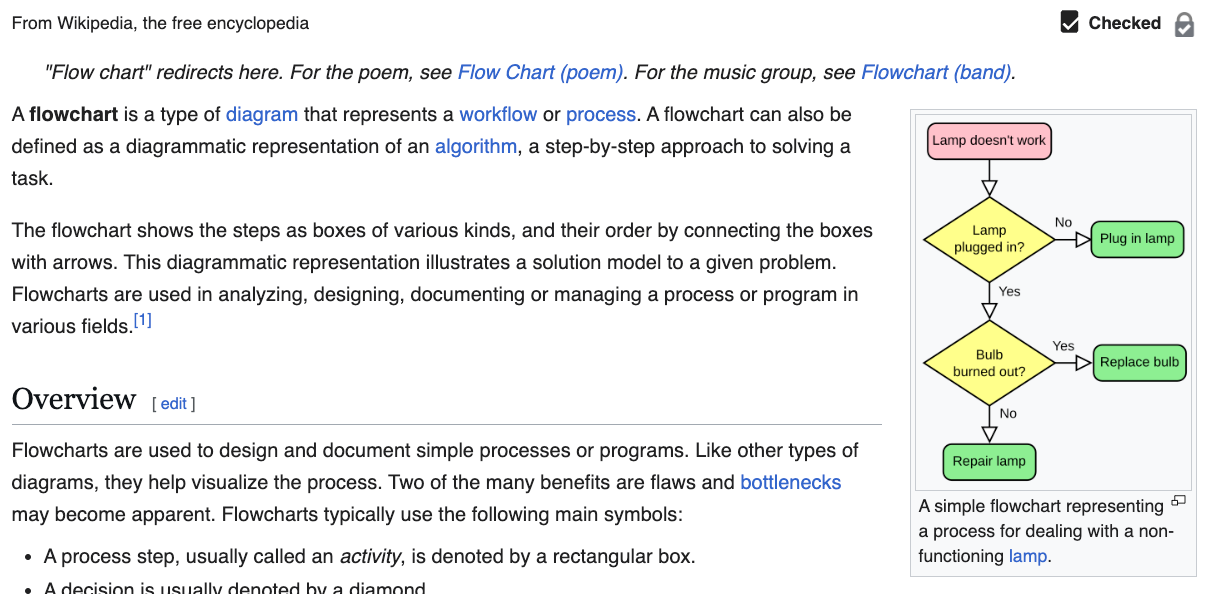 From Wikipedia, the free encyclopedia
Checked
"Flow chart" redirects here. For the poem, see Flow Chart (poem). For the music group, see Flowchart (band).
A flowchart is a type of diagram that represents a workflow or process. A flowchart can also be
defined as a diagrammatic representation of an algorithm, a step-by-step approach to solving a
task.
The flowchart shows the steps as boxes of various kinds, and their order by connecting the boxes
with arrows. This diagrammatic representation illustrates a solution model to a given problem.
Flowcharts are used in analyzing, designing, documenting or managing a process or program in
various fields.[1]
Overview [ edit ]
Flowcharts are used to design and document simple processes or programs. Like other types of
diagrams, they help visualize the process. Two of the many benefits are flaws and bottlenecks
may become apparent. Flowcharts typically use the following main symbols:
• A process step, usually called an activity, is denoted by a rectangular box.
• A decision is usually denoted by a diamond.
Lamp doesn't work
Lamp
plugged in?
No
Plug in lamp
Yes
Bulb
burned out?
Yes
Replace bulb
No
Repair lamp
A simple flowchart representing
a process for dealing with a non-
functioning lamp.